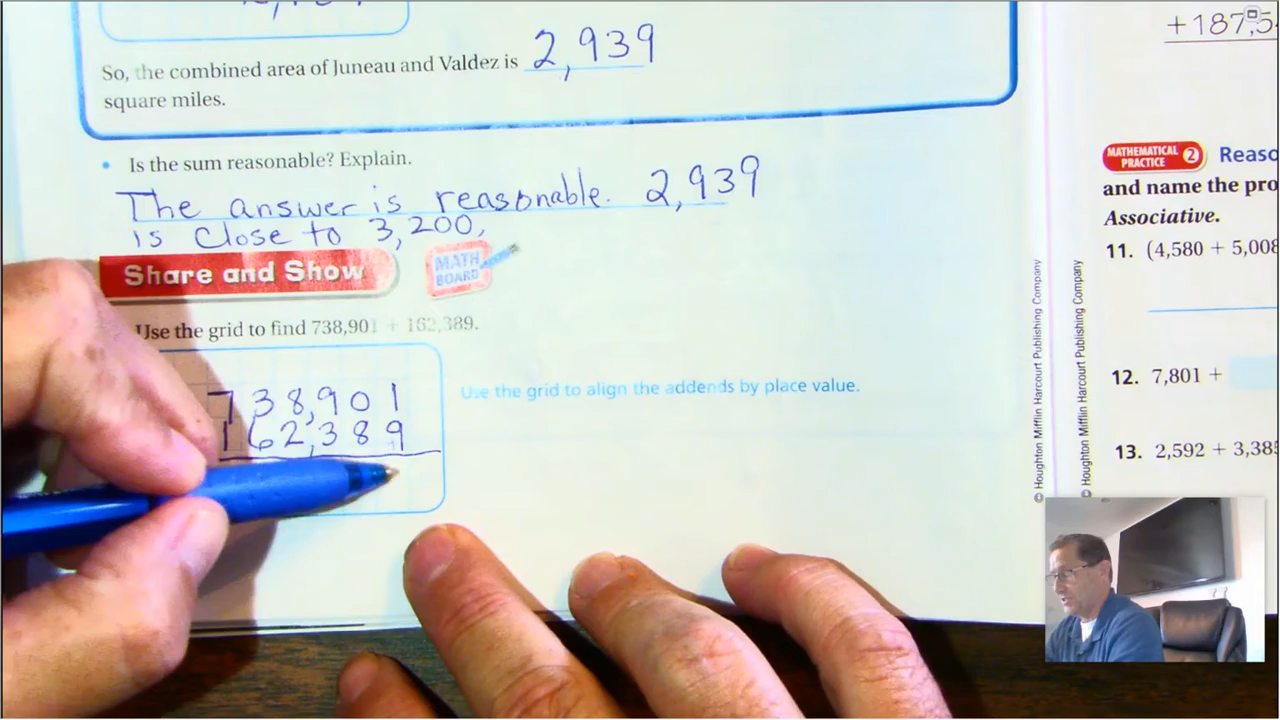 So, the combined area of Juneau and Valdez is 2,939
square miles.
• Is the sum reasonable? Explain.
The answer is reasonable. 2,939
is close to 3,200,
Share and Show
MATH
BOARD
Use the grid to find 738,901 + 162,389.
738,901
162,389
Use the grid to align the addends by place value.
© Houghton Mifflin Harcourt Publishing Company
© Houghton Mifflin Harcourt Publishing Company
+187,5
MATHEMATICAL
PRACTICE 2 Reaso
and name the pro
Associative.
11. (4,580 + 5,008
12. 7,801 +
13. 2,592 + 3,385